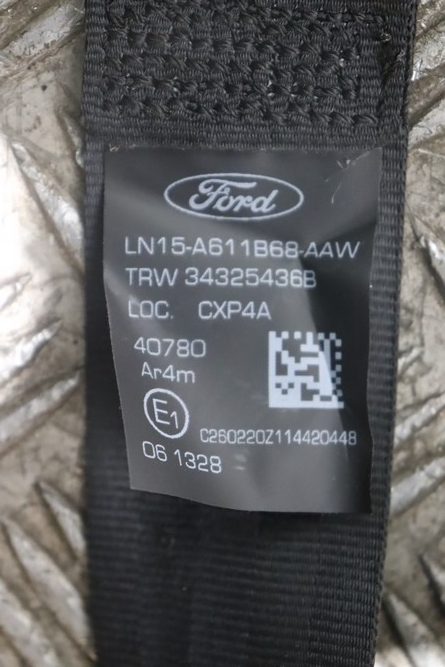 Ford
LN15-A611B68-AAW
TRW 34325436B
LOC. CXP4A
40780
Ar4m
E1
C260220Z114420448
06 1328